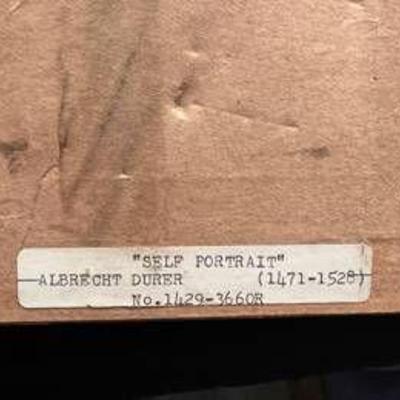 "SELF PORTRAIT"
ALBRECHT DURER (1471-1528)
No.1429-3660R